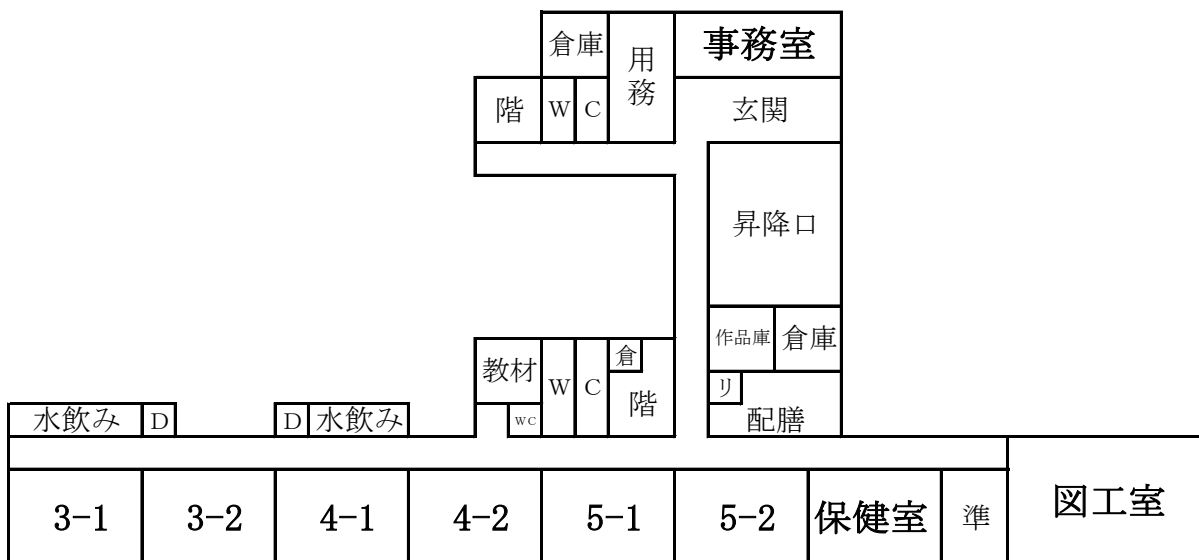 倉庫
用務
事務室
階
W
C
玄関
昇降口
作品庫
倉庫
教材
W
C
倉
階
WC
リ
配膳
水飲み
D
D
水飲み
3-1
3-2
4-1
4-2
5-1
5-2
保健室
準
図工室